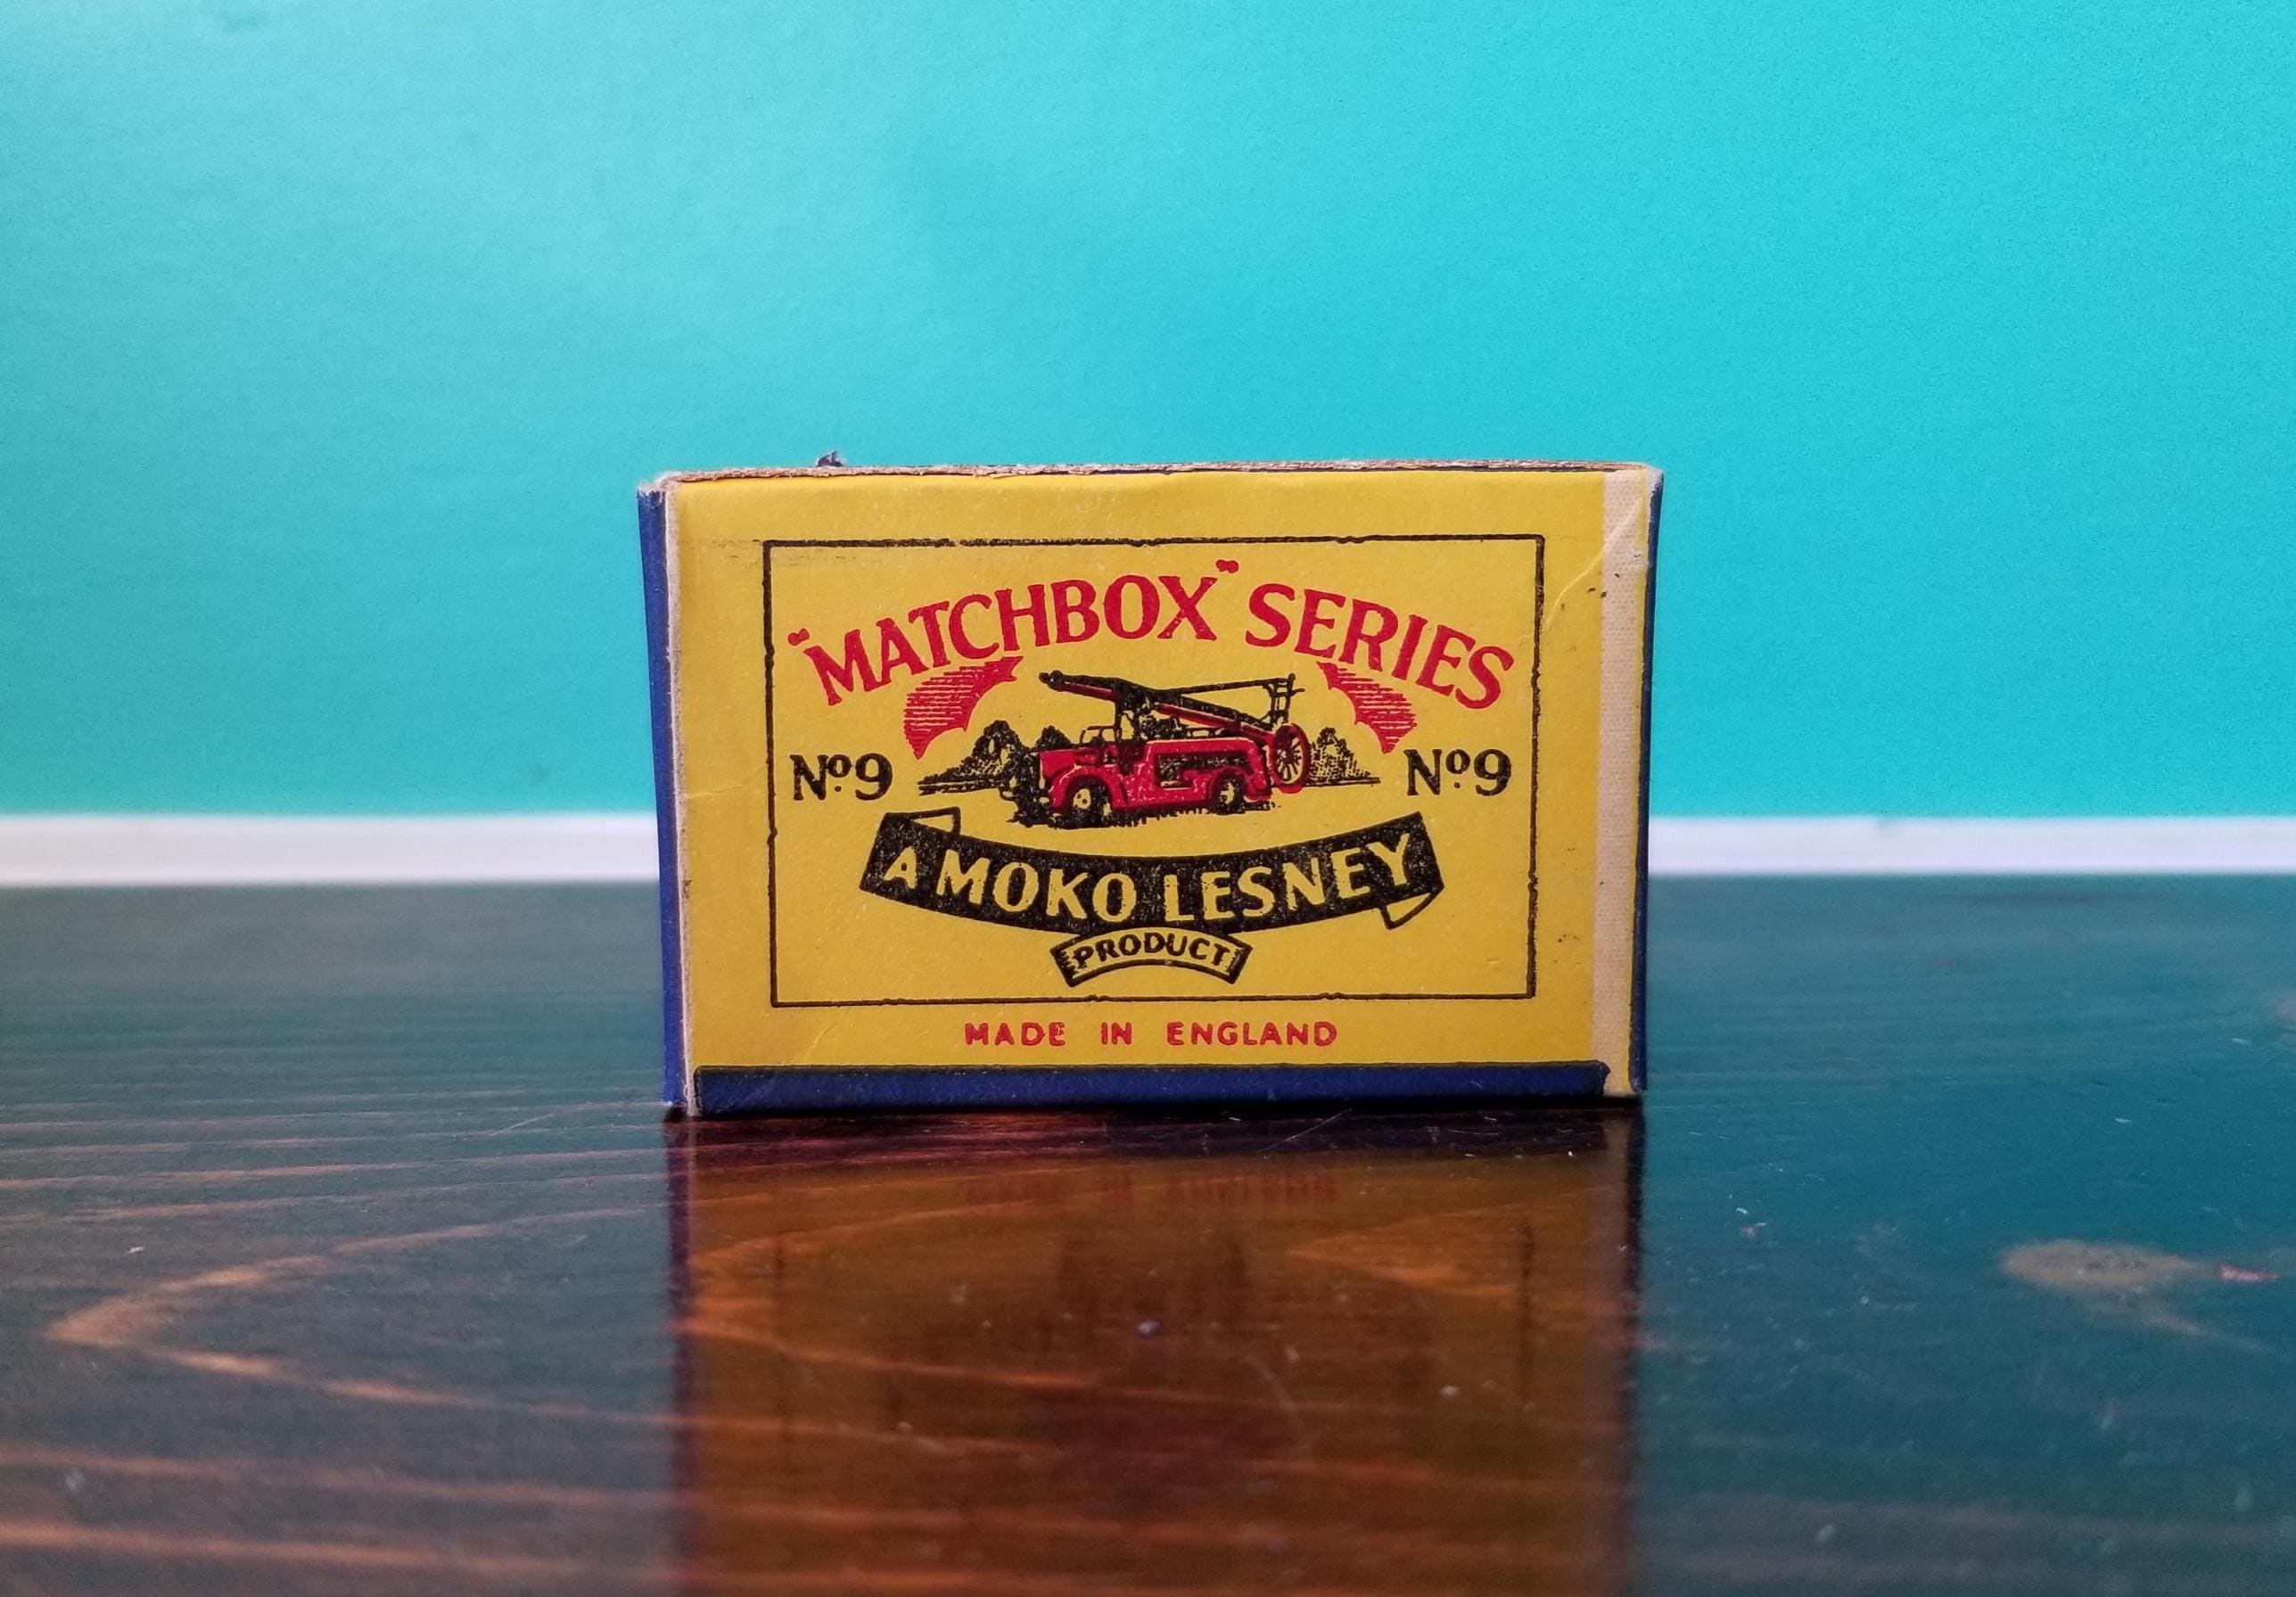 "MATCHBOX" SERIES
Nº9 Nº9
A MOKO LESNEY
PRODUCT
MADE IN ENGLAND